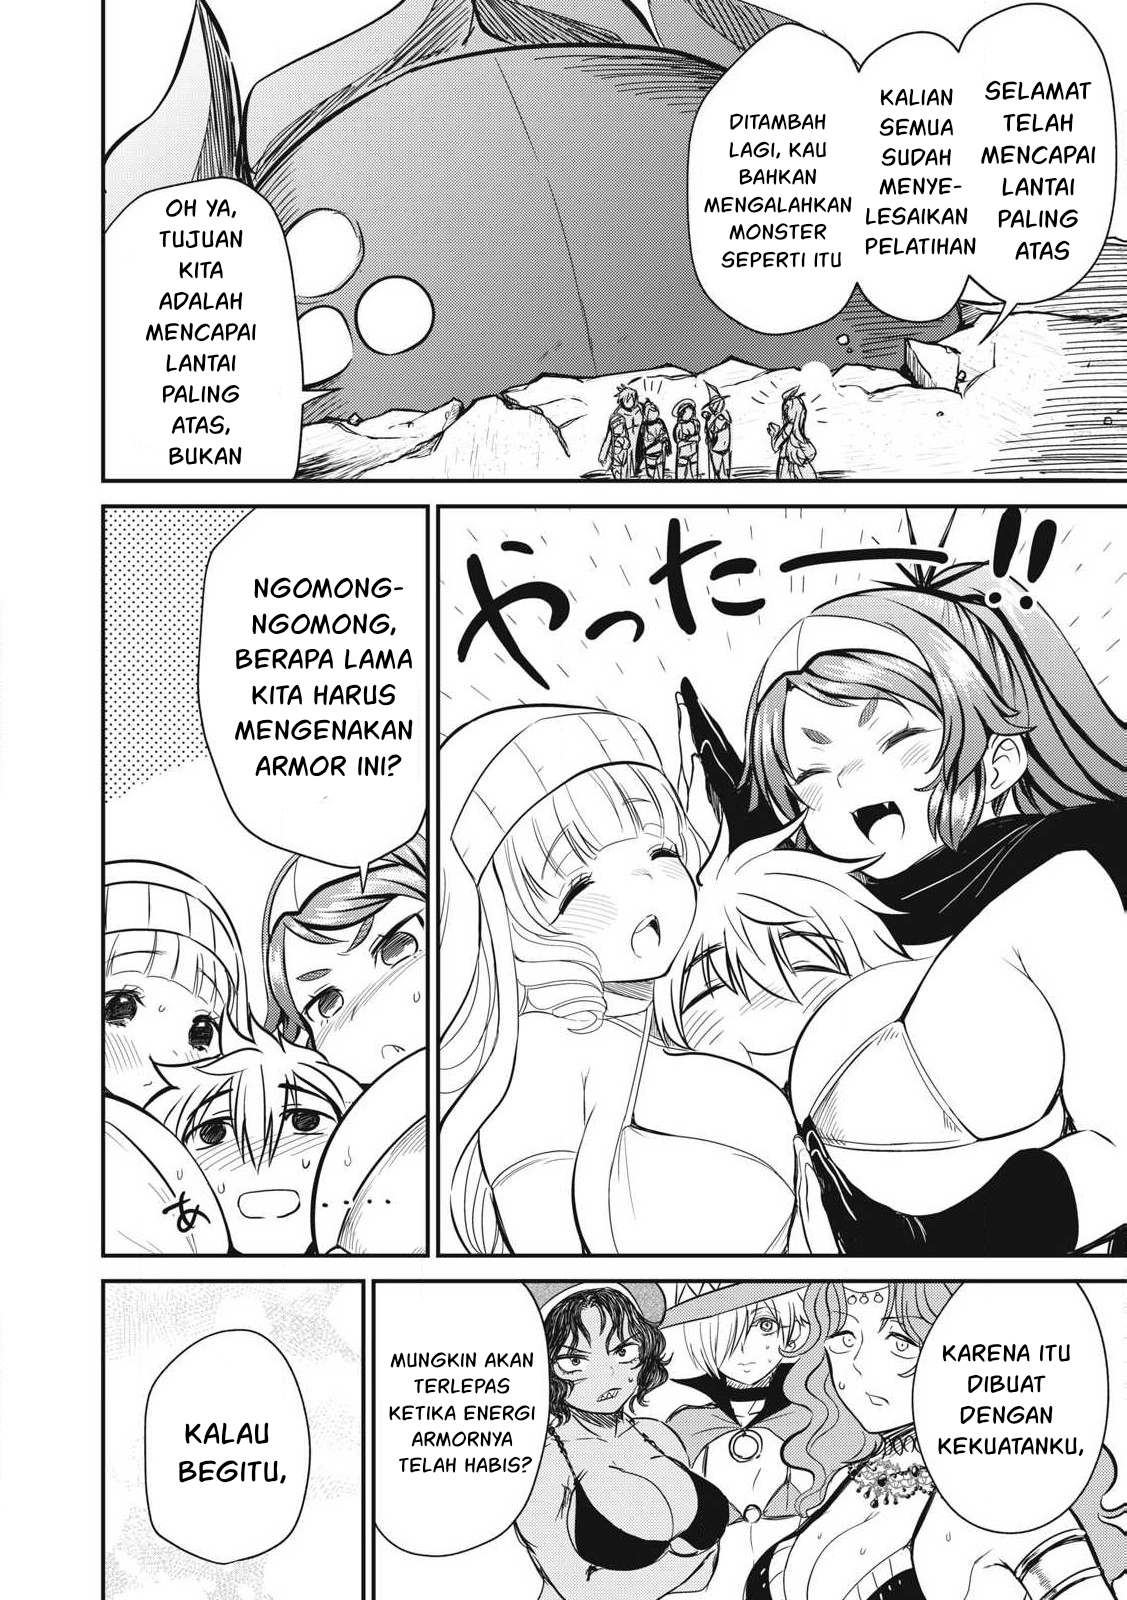 SELAMAT
TELAH
MENCAPAI
LANTAI
PALING
ATAS
KALIAN
SEMUA
SUDAH
MENYE-
LESAIKAN
PELATIHAN
DITAMBAH
LAGI, KAU
BAHKAN
MENGALAHKAN
MONSTER
SEPERTI ITU
OH YA,
TUJUAN
KITA
ADALAH
MENCAPAI
LANTAI
PALING
ATAS,
BUKAN
やったー!!
NGOMONG-
NGOMONG,
BERAPA LAMA
KITA HARUS
MENGENAKAN
ARMOR INI?
あ......
KARENA ITU
DIBUAT
DENGAN
KEKUATANKU,
MUNGKIN AKAN
TERLEPAS
KETIKA ENERGI
ARMORNYA
TELAH HABIS?
KALAU
BEGITU,